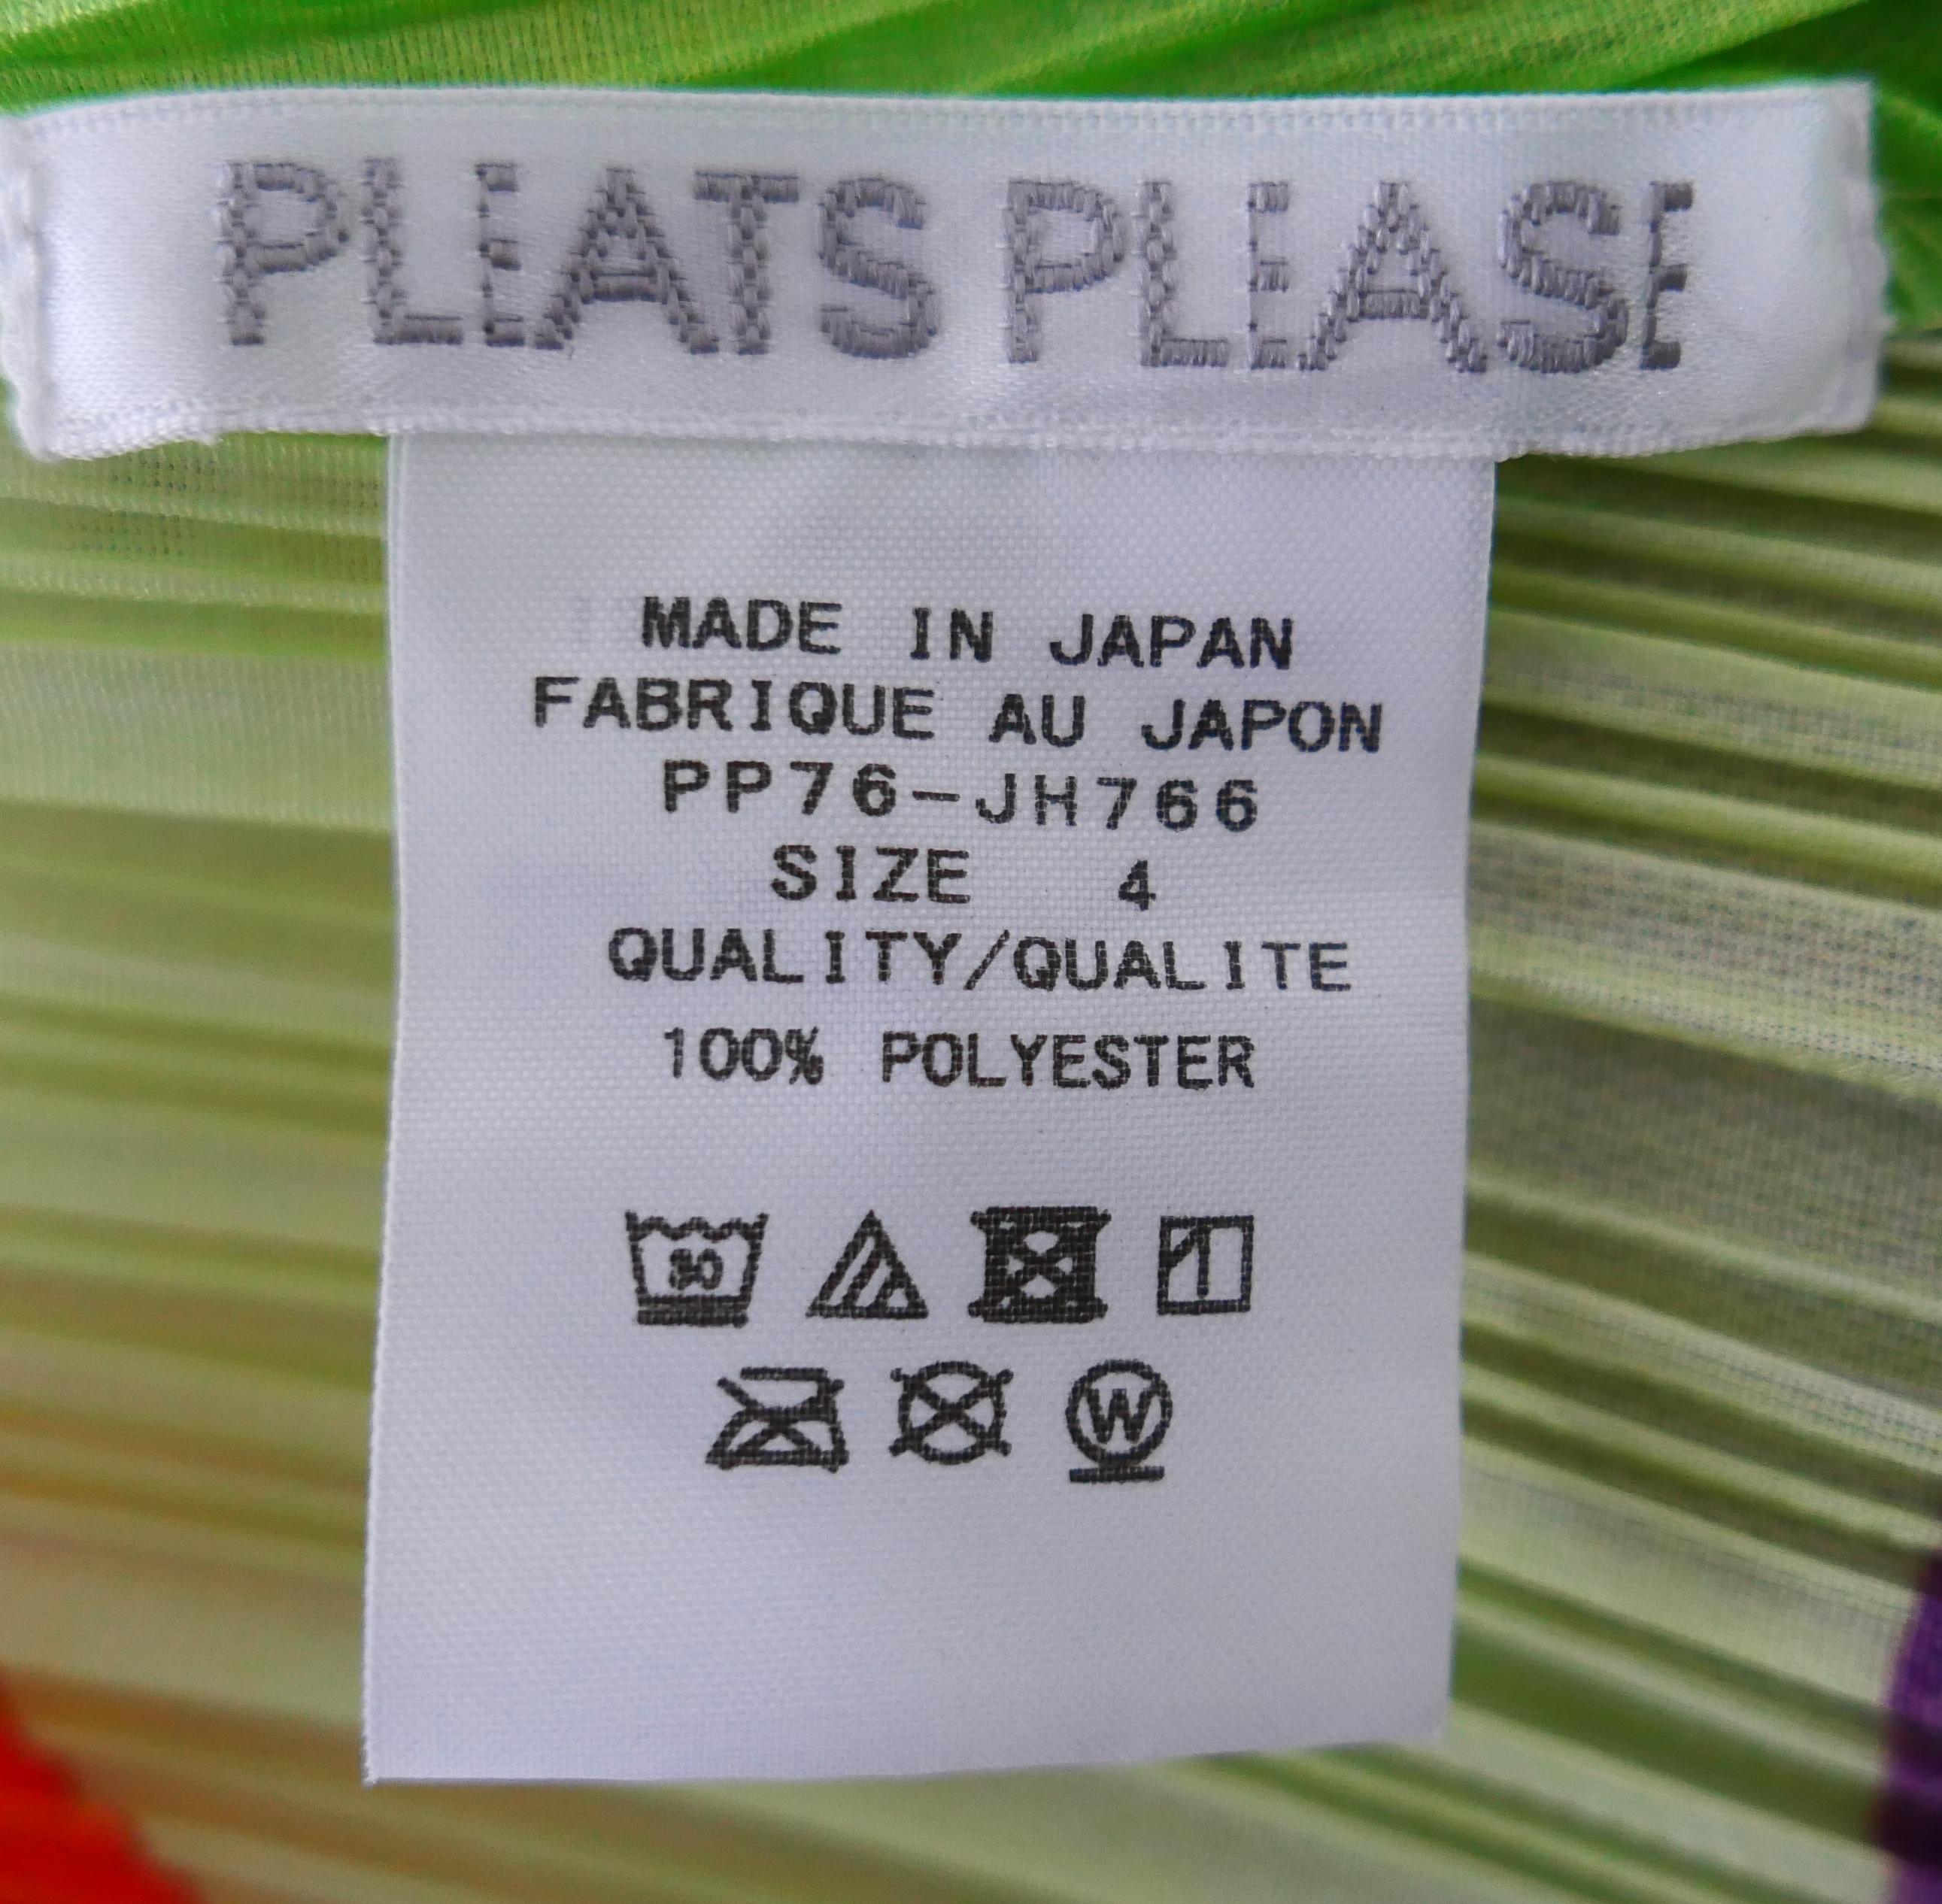 PLEATS PLEASE
MADE IN JAPAN
FABRIQUE AU JAPON
PP76-JH766
SIZE 4
QUALITY/QUALITE
100% POLYESTER
30
W